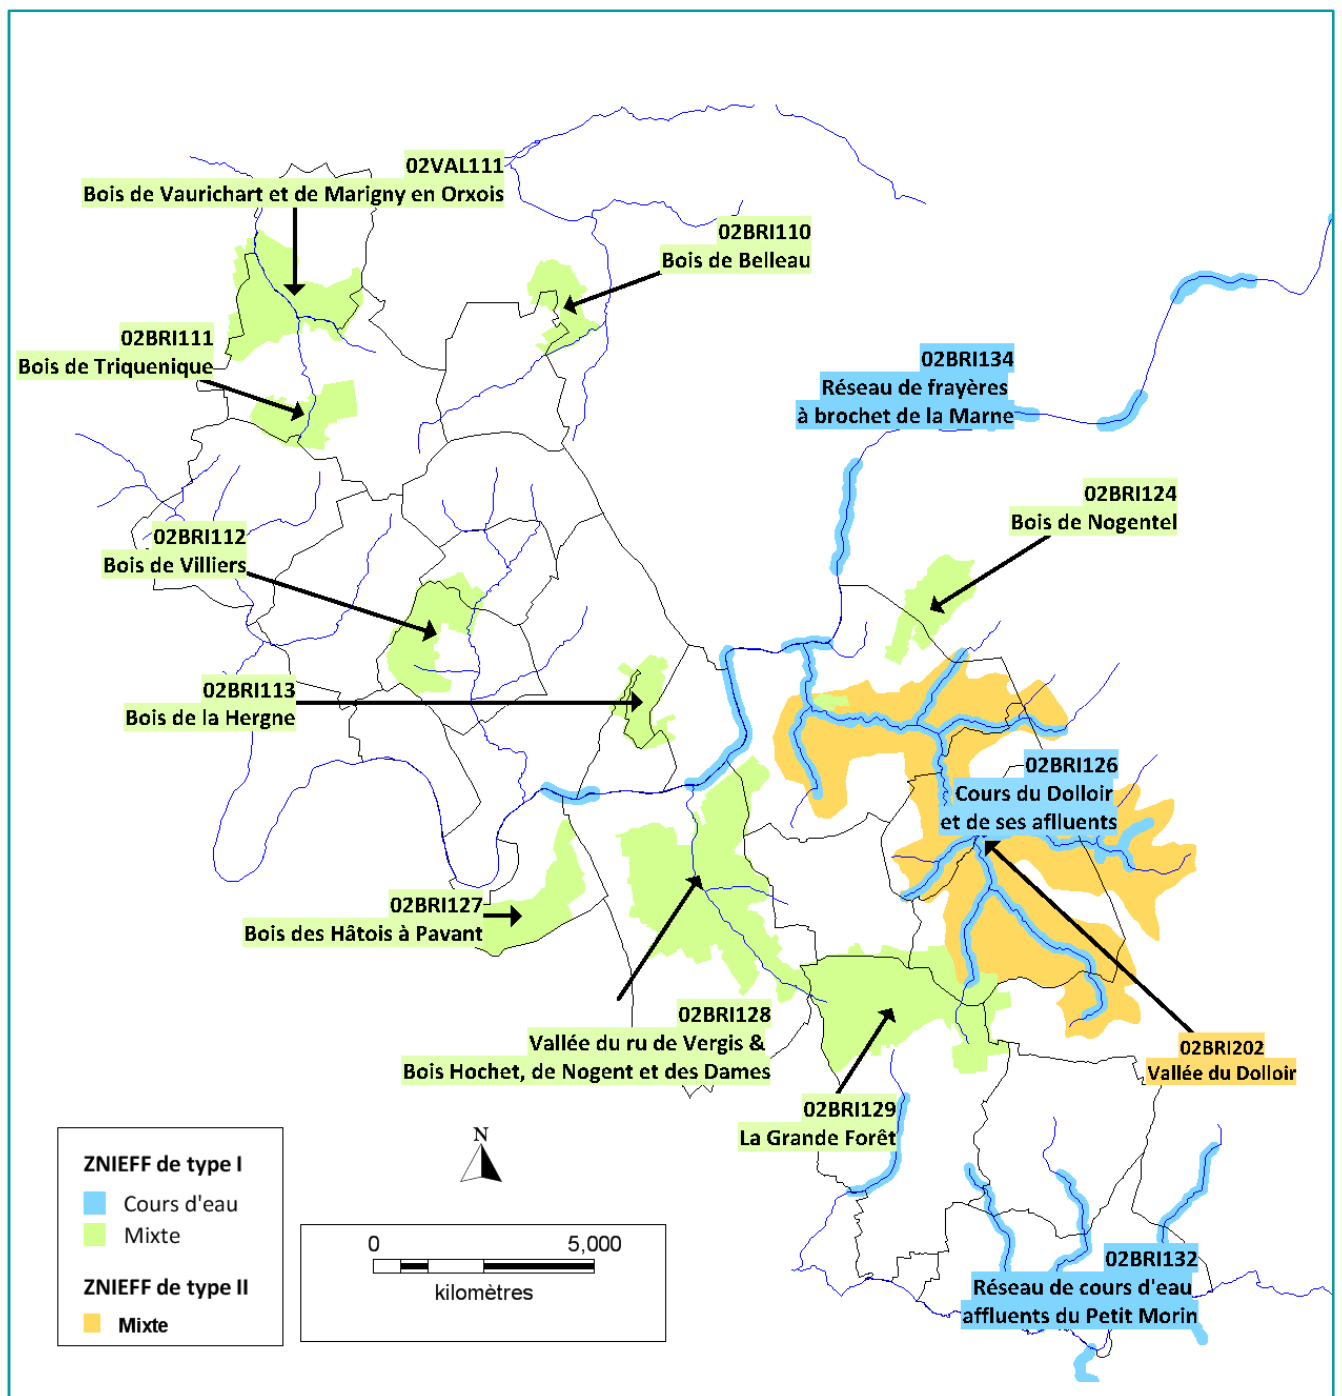 02VAL111
Bois de Vaurichart et de Marigny en Orxois
02BRI110
Bois de Belleau
02BRI111
Bois de Triquenique
02BRI134
Réseau de frayères
à brochet de la Marne
02BRI124
Bois de Nogentel
02BRI112
Bois de Villiers
02BRI113
Bois de la Hergne
02BRI126
Cours du Dolloir
et de ses aflluents
02BRI127
Bois des Hâtois à Pavant
02BRI128
Vallée du ru de Vergis &
Bois Hochet, de Nogent et des Dames
02BRI202
Vallée du Dolloir
02BRI129
La Grande Forêt
02BRI132
Réseau de cours d'eau
affluents du Petit Morin
ZNIEFF de type I
Cours d'eau
Mixte
ZNIEFF de type II
Mixte
N
0 5,000
kilomètres